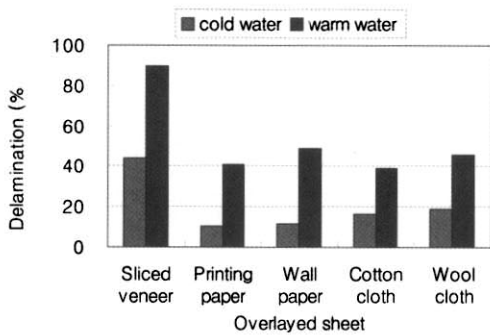 cold water warm water
100
80
60
40
20
0
Delamination (%
Sliced veneer
Printing paper
Wall paper
Cotton cloth
Wool cloth
Overlayed sheet